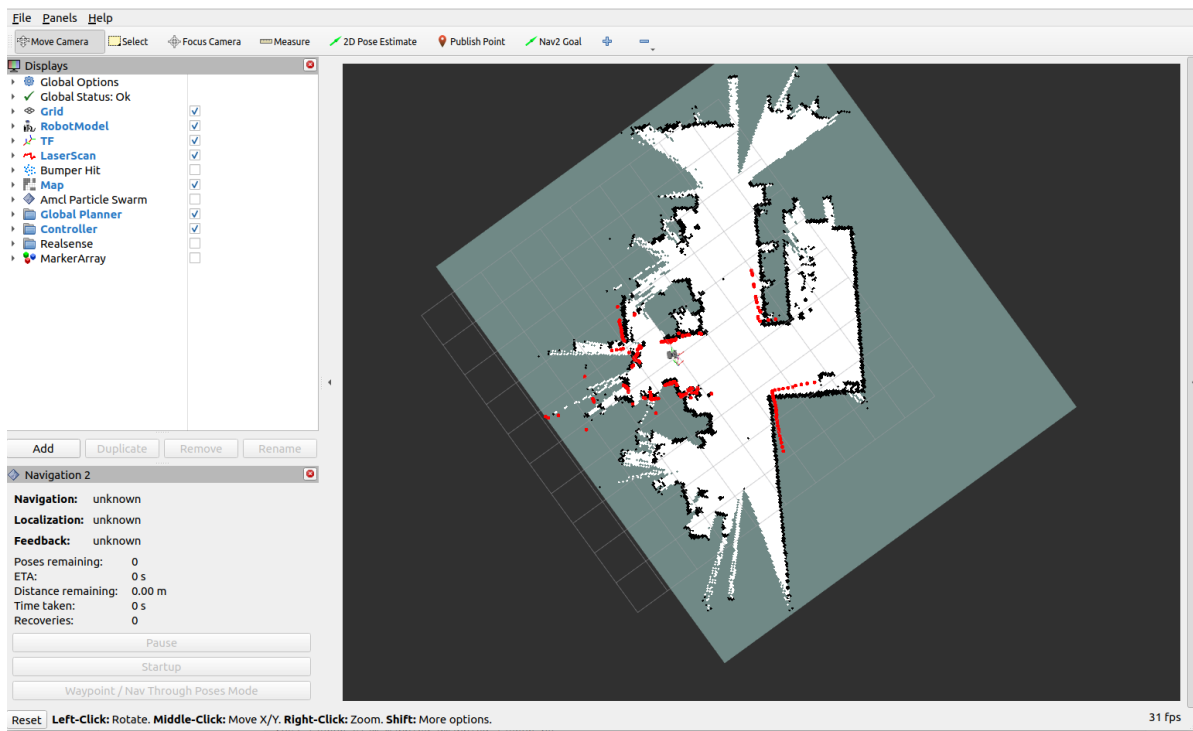 File Panels Help
Move Camera Select Focus Camera Measure 2D Pose Estimate Publish Point Nav2 Goal
Displays
Global Options
Global Status: Ok
Grid
RobotModel
TF
LaserScan
Bumper Hit
Map
Amcl Particle Swarm
Global Planner
Controller
Realsense
MarkerArray
Add Duplicate Remove Rename
Navigation 2
Navigation: unknown
Localization: unknown
Feedback: unknown
Poses remaining: 0
ETA: 0 s
Distance remaining: 0.00 m
Time taken: 0 s
Recoveries: 0
Pause
Startup
Waypoint / Nav Through Poses Mode
Reset Left-Click: Rotate. Middle-Click: Move X/Y. Right-Click: Zoom. Shift: More options. 31 fps